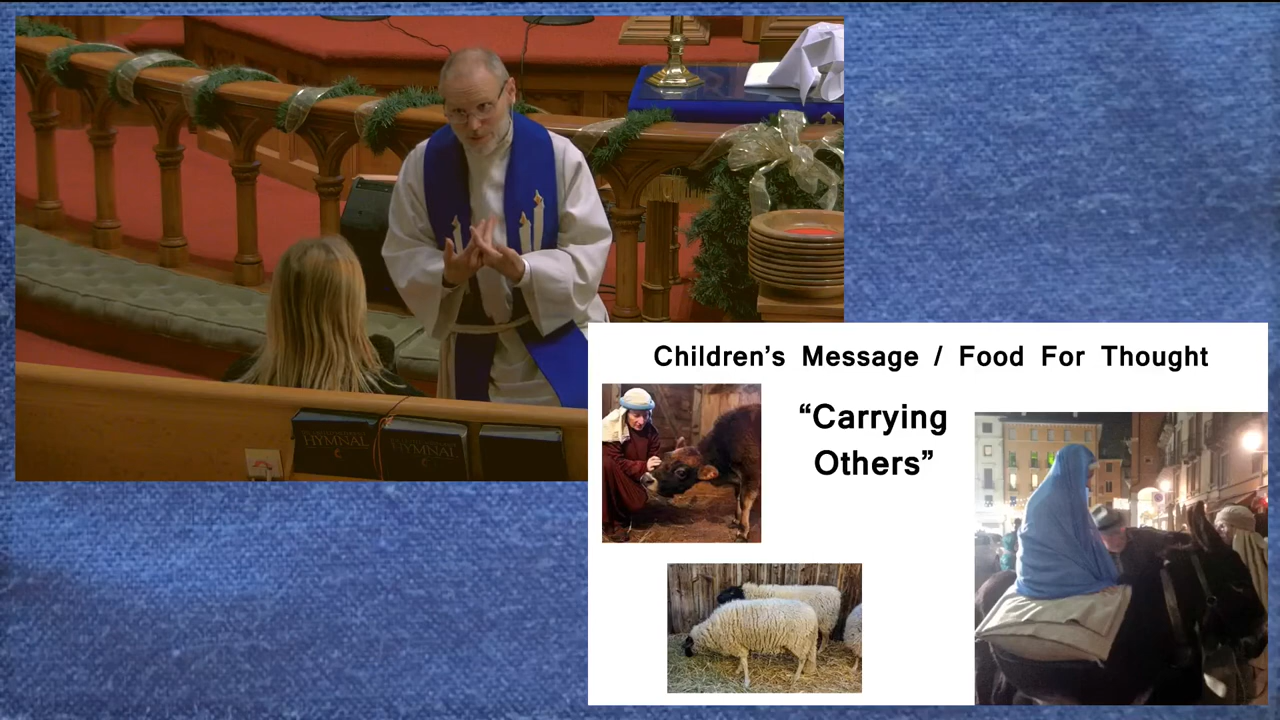 HYMNAL
HYMNAL
Children's Message / Food For Thought
“Carrying
Others”